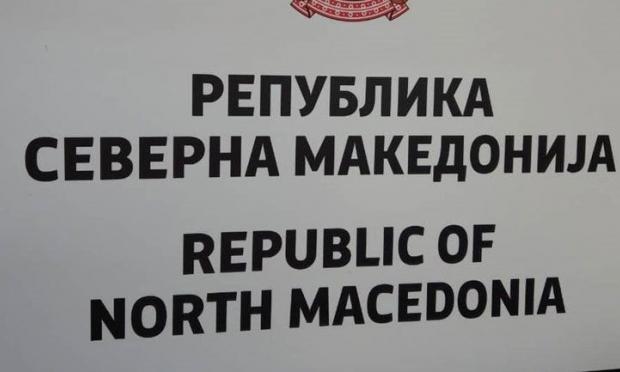 РЕПУБЛИКА
СЕВЕРНА МАКЕДОНИЈА
REPUBLIC OF
NORTH MACEDONIA